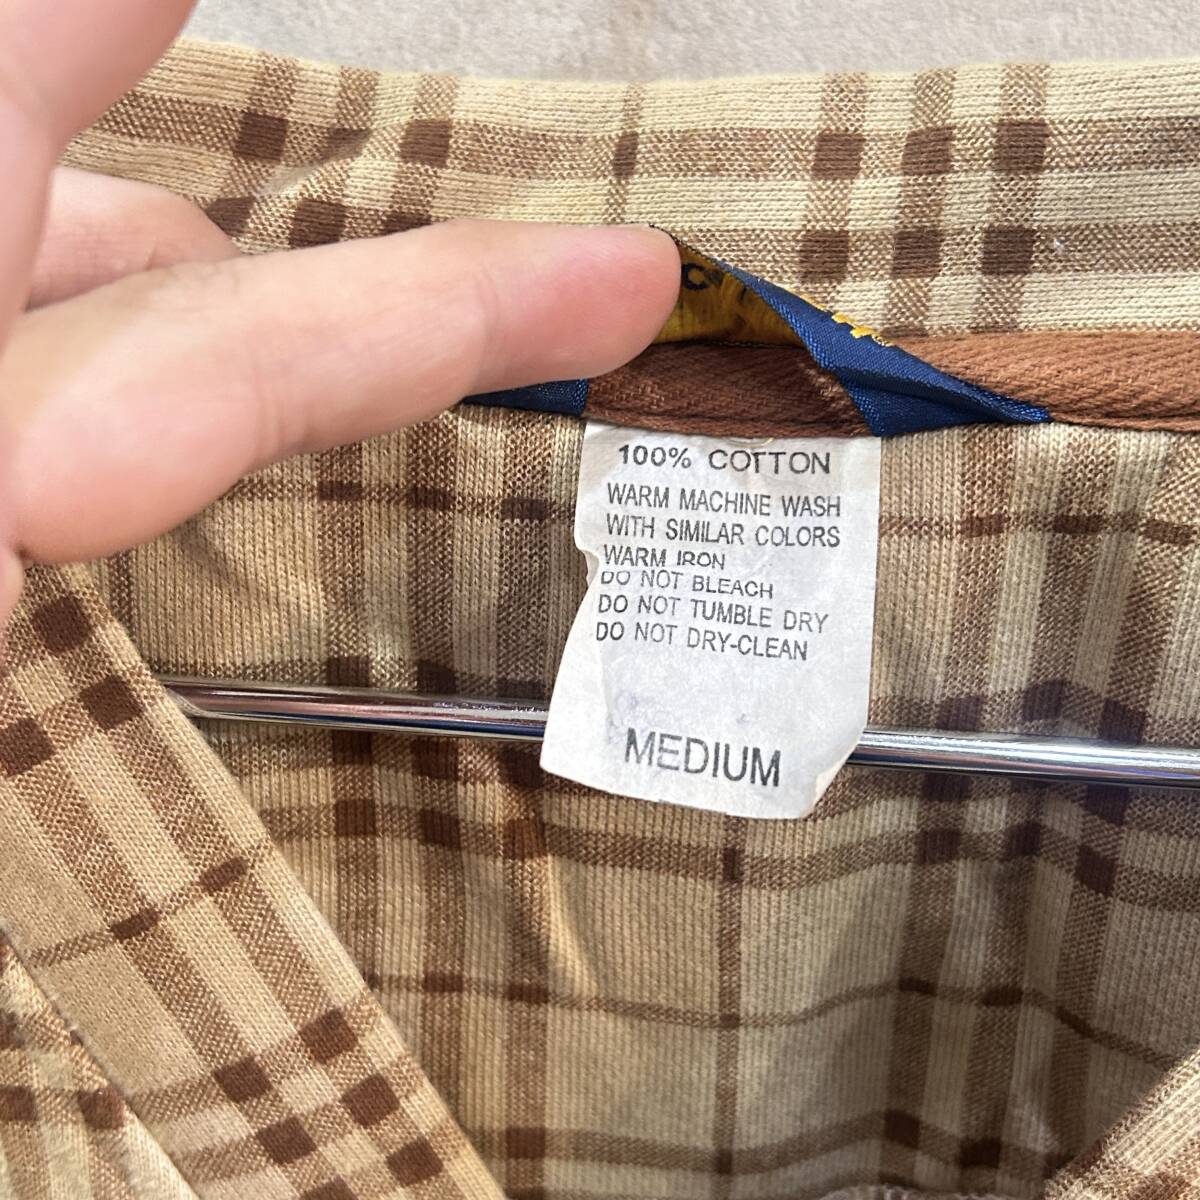 100% COTTON
WARM MACHINE WASH
WITH SIMILAR COLORS
WARM IRON
DO NOT BLEACH
DO NOT TUMBLE DRY
DO NOT DRY-CLEAN
MEDIUM